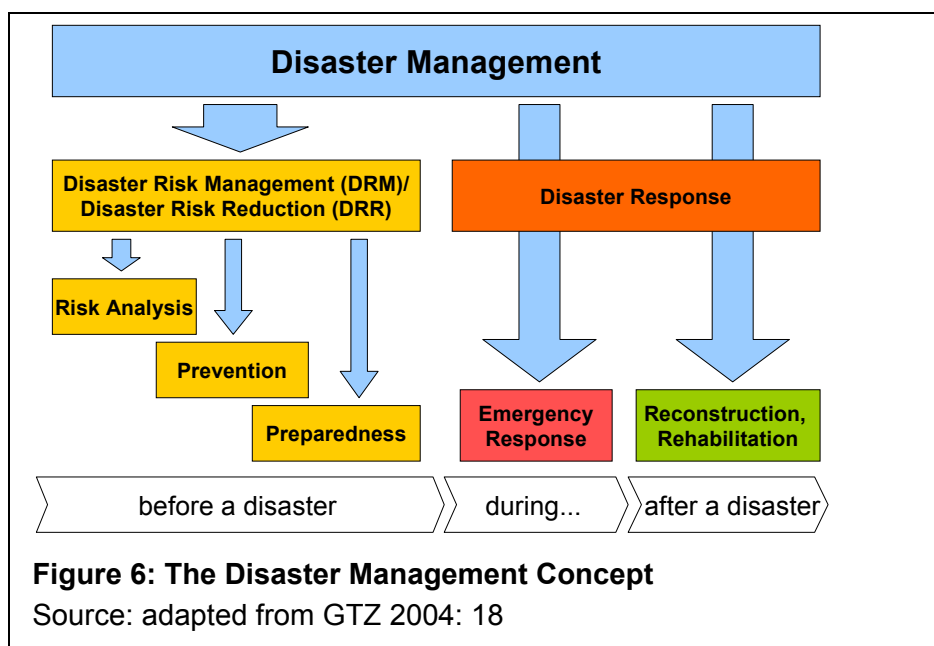 Disaster Management
Disaster Risk Management (DRM)/
Disaster Risk Reduction (DRR)
Disaster Response
Risk Analysis
Prevention
Preparedness
Emergency
Response
Reconstruction,
Rehabilitation
before a disaster
during...
after a disaster
Figure 6: The Disaster Management Concept
Source: adapted from GTZ 2004: 18